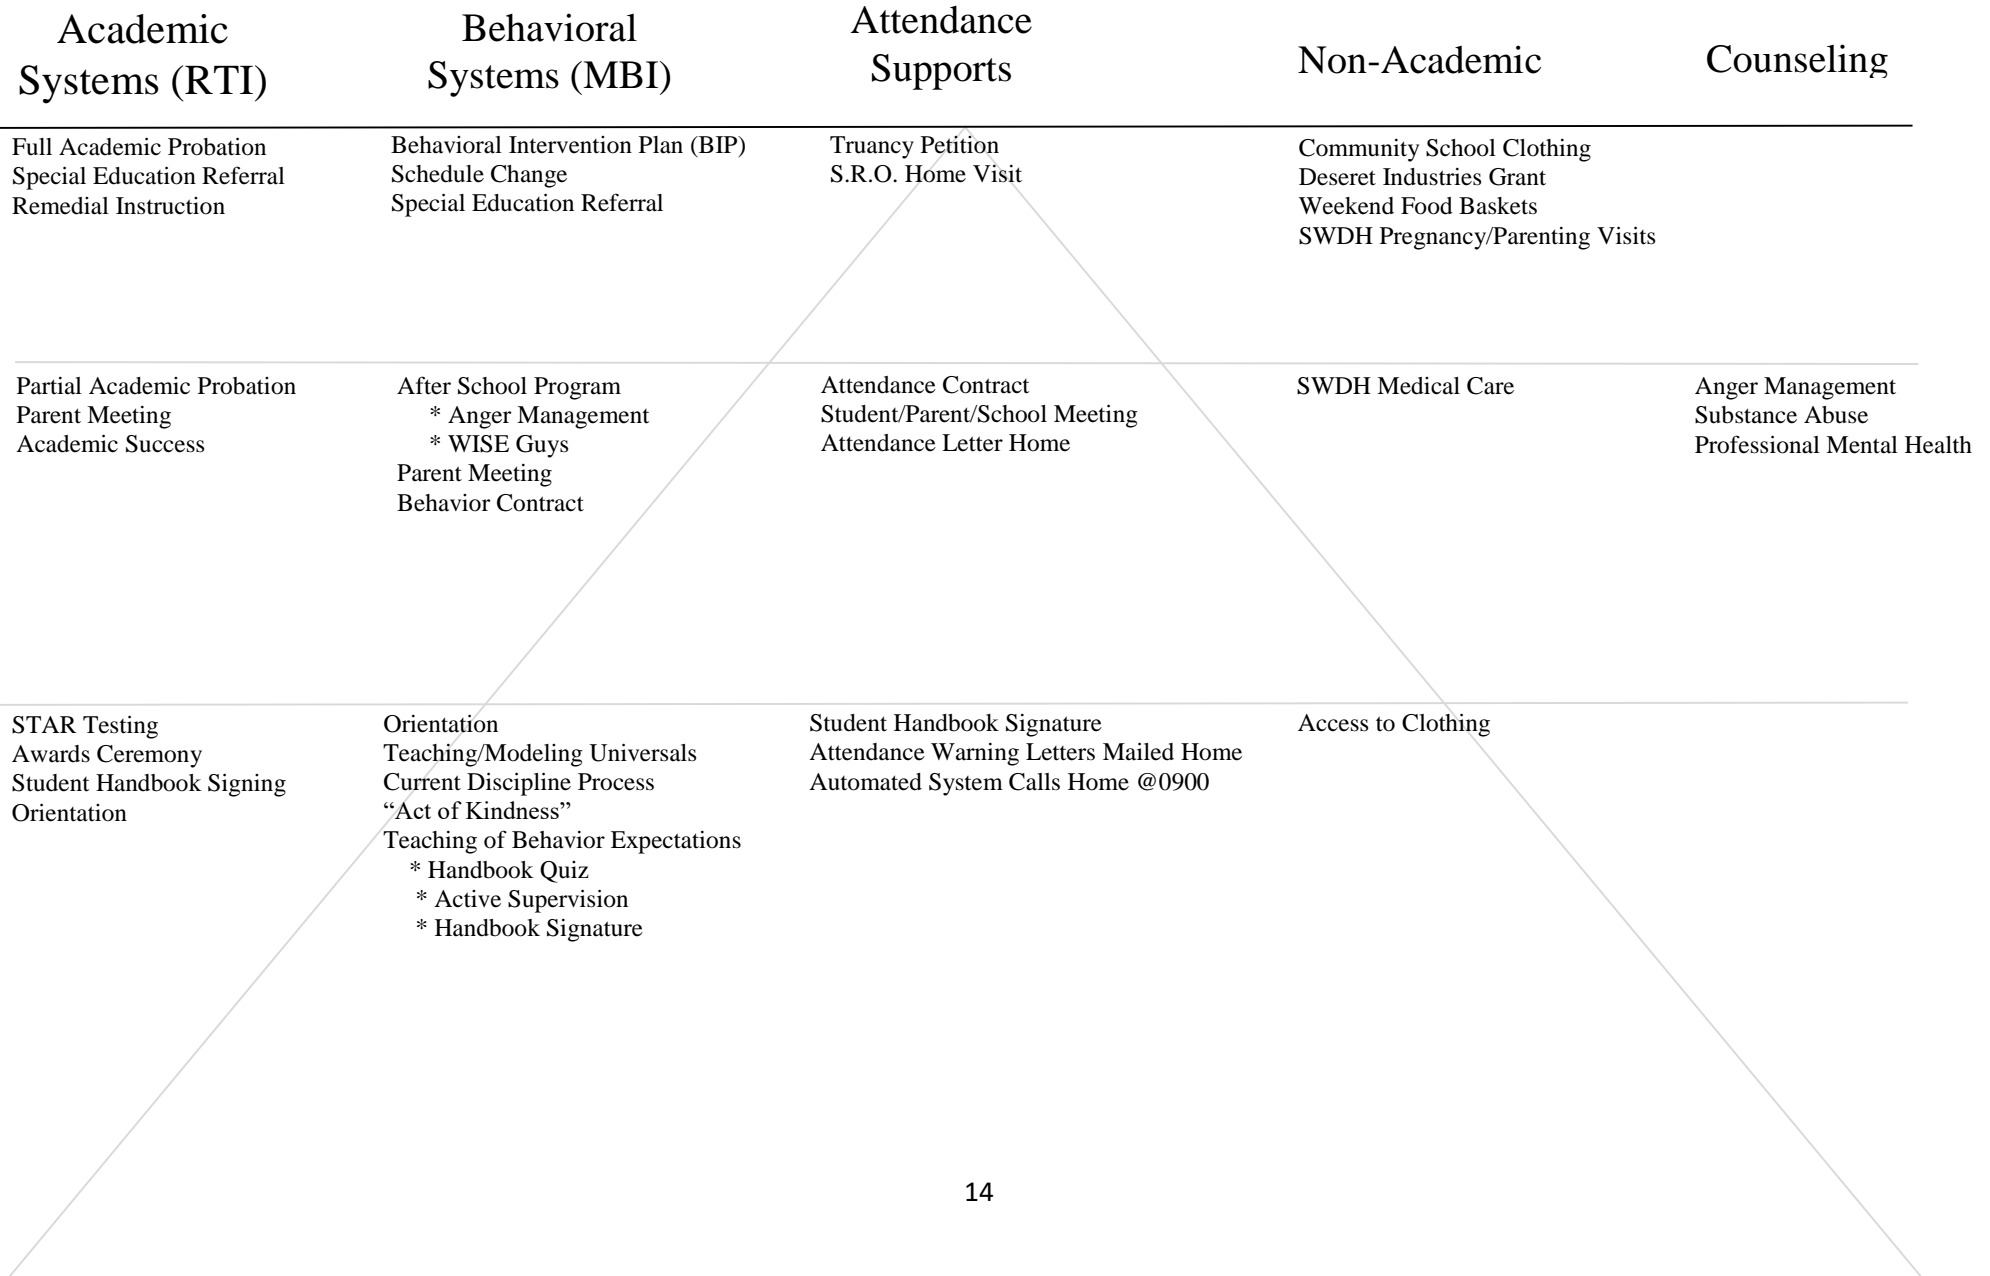 Academic
Systems (RTI)
Behavioral
Systems (MBI)
Attendance
Supports
Non-Academic
Counseling
Full Academic Probation
Special Education Referral
Remedial Instruction
Behavioral Intervention Plan (BIP)
Schedule Change
Special Education Referral
Truancy Petition
S.R.O. Home Visit
Community School Clothing
Deseret Industries Grant
Weekend Food Baskets
SWDH Pregnancy/Parenting Visits
Partial Academic Probation
Parent Meeting
Academic Success
After School Program
* Anger Management
* WISE Guys
Parent Meeting
Behavior Contract
Attendance Contract
Student/Parent/School Meeting
Attendance Letter Home
SWDH Medical Care
Anger Management
Substance Abuse
Professional Mental Health
STAR Testing
Awards Ceremony
Student Handbook Signing
Orientation
Orientation
Teaching/Modeling Universals
Current Discipline Process
“Act of Kindness”
Teaching of Behavior Expectations
* Handbook Quiz
* Active Supervision
* Handbook Signature
Student Handbook Signature
Attendance Warning Letters Mailed Home
Automated System Calls Home @0900
Access to Clothing
14